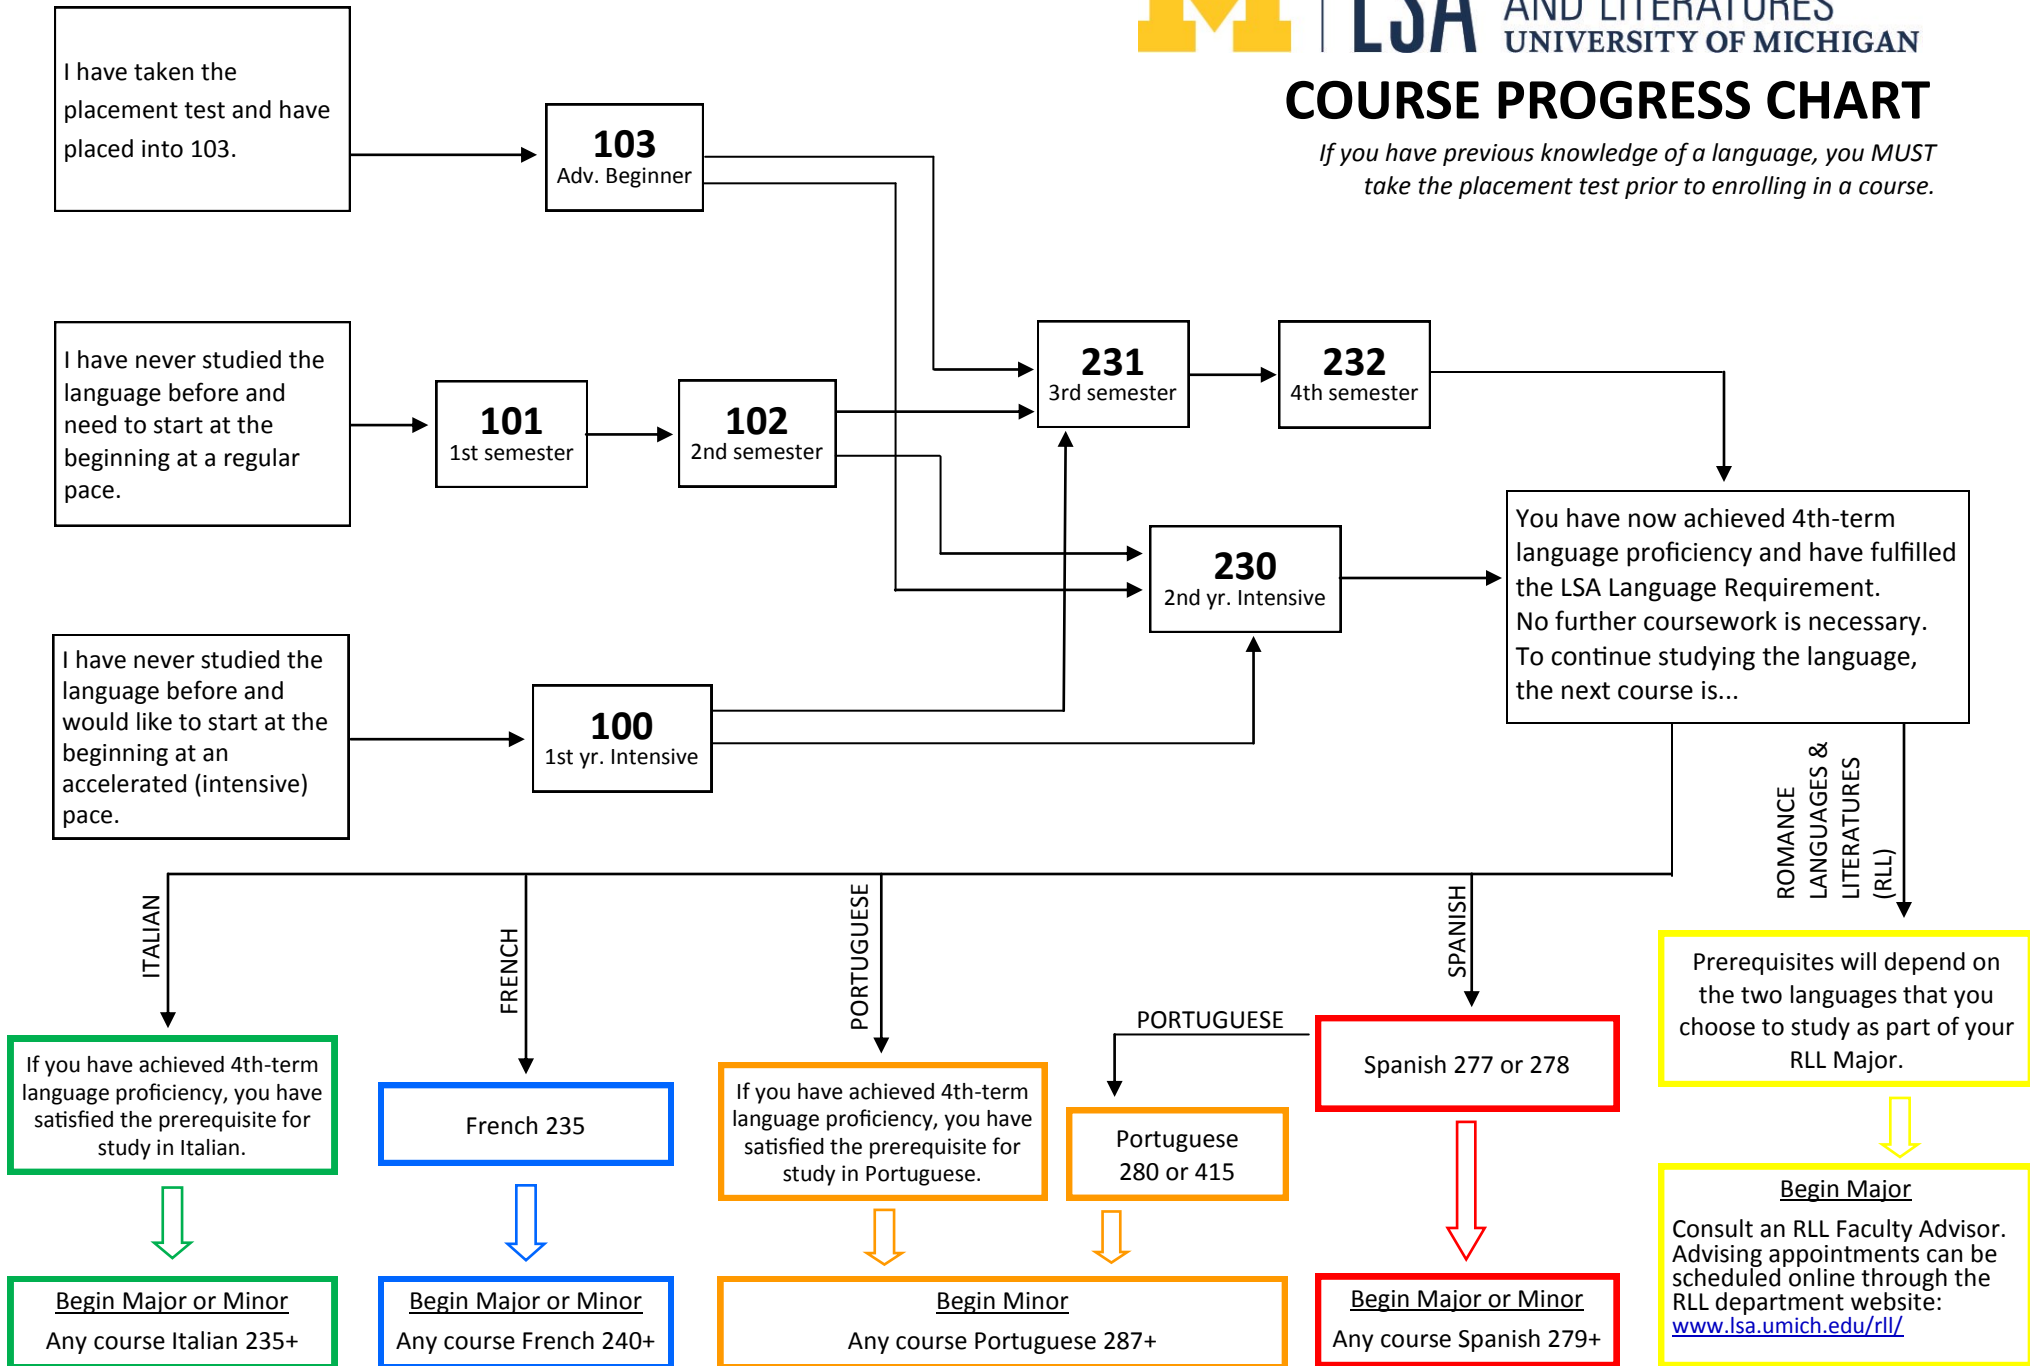 LSA
AND LITERATURES
UNIVERSITY OF MICHIGAN
COURSE PROGRESS CHART
If you have previous knowledge of a language, you MUST
take the placement test prior to enrolling in a course.
I have taken the
placement test and have
placed into 103.
103
Adv. Beginner
I have never studied the
language before and
need to start at the
beginning at a regular
pace.
101
1st semester
102
2nd semester
231
3rd semester
232
4th semester
230
2nd yr. Intensive
I have never studied the
language before and
would like to start at the
beginning at an
accelerated (intensive)
pace.
100
1st yr. Intensive
You have now achieved 4th-term
language proficiency and have fulfilled
the LSA Language Requirement.
No further coursework is necessary.
To continue studying the language,
the next course is...
ITALIAN
FRENCH
PORTUGUESE
SPANISH
ROMANCE
LANGUAGES &
LITERATURES
(RLL)
If you have achieved 4th-term
language proficiency, you have
satisfied the prerequisite for
study in Italian.
Begin Major or Minor
Any course Italian 235+
French 235
Begin Major or Minor
Any course French 240+
If you have achieved 4th-term
language proficiency, you have
satisfied the prerequisite for
study in Portuguese.
PORTUGUESE
Portuguese
280 or 415
Begin Minor
Any course Portuguese 287+
Spanish 277 or 278
Begin Major or Minor
Any course Spanish 279+
Prerequisites will depend on
the two languages that you
choose to study as part of your
RLL Major.
Begin Major
Consult an RLL Faculty Advisor.
Advising appointments can be
scheduled online through the
RLL department website:
www.lsa.umich.edu/rll/